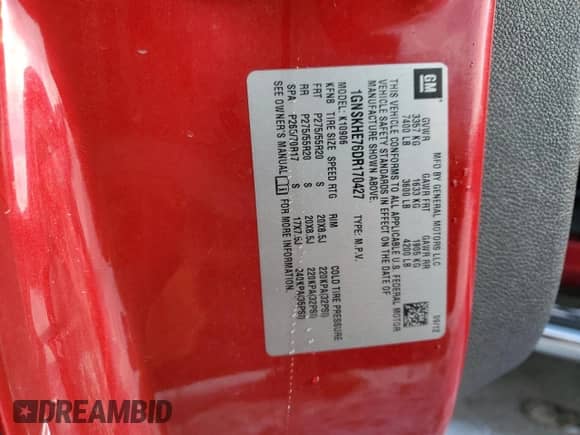 GM
MFD BY GENERAL MOTORS LLC 09/12
GVWR GAWR FRT GAWR RR
3357 KG 1633 KG 1905 KG
7400 LB 3600 LB 4200 LB
THIS VEHICLE CONFORMS TO ALL APPLICABLE U.S. FEDERAL MOTOR
VEHICLE SAFETY STANDARDS IN EFFECT ON THE DATE OF
MANUFACTURE SHOWN ABOVE.
1GNSKHE76DR170427 TYPE: M.P.V.
MODEL: K10906
KFNB TIRE SIZE SPEED RTG RIM COLD TIRE PRESSURE
FRT P275/55R20 S 20X8.5J 220KPA(32PSI)
RR P275/55R20 S 20X8.5J 220KPA(32PSI)
SPA P265/70R17 S 17X7.5J 240KPA(35PSI)
SEE OWNER'S MANUAL FOR MORE INFORMATION.
DREAMBID